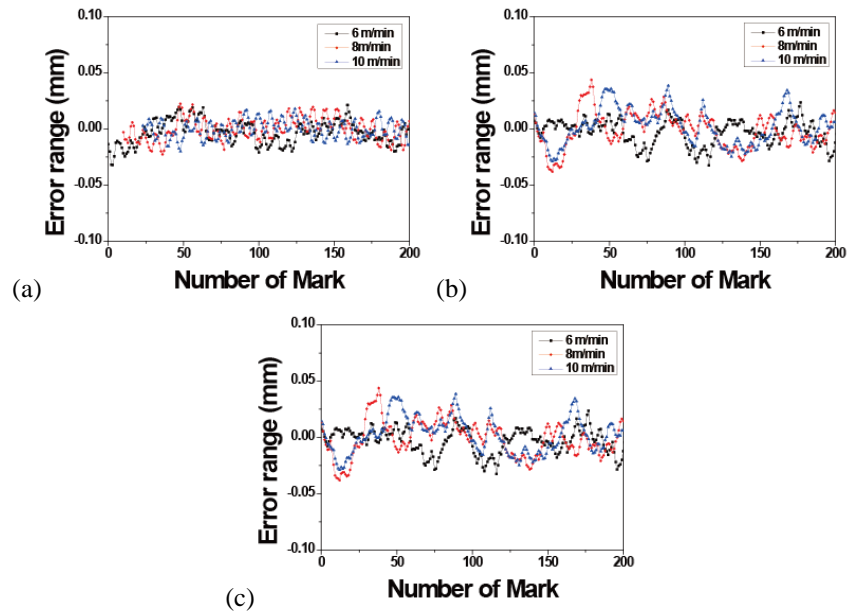 0.10
0.05
0.00
-0.05
-0.10
Error range (mm)
6 m/min
8m/min
10 m/min
0 50 100 150 200
Number of Mark
(a)
0.10
0.05
0.00
-0.05
-0.10
Error range (mm)
6 m/min
8m/min
10 m/min
0 50 100 150 200
Number of Mark
(b)
0.10
0.05
0.00
-0.05
-0.10
Error range (mm)
6 m/min
8m/min
10 m/min
0 50 100 150 200
Number of Mark
(c)